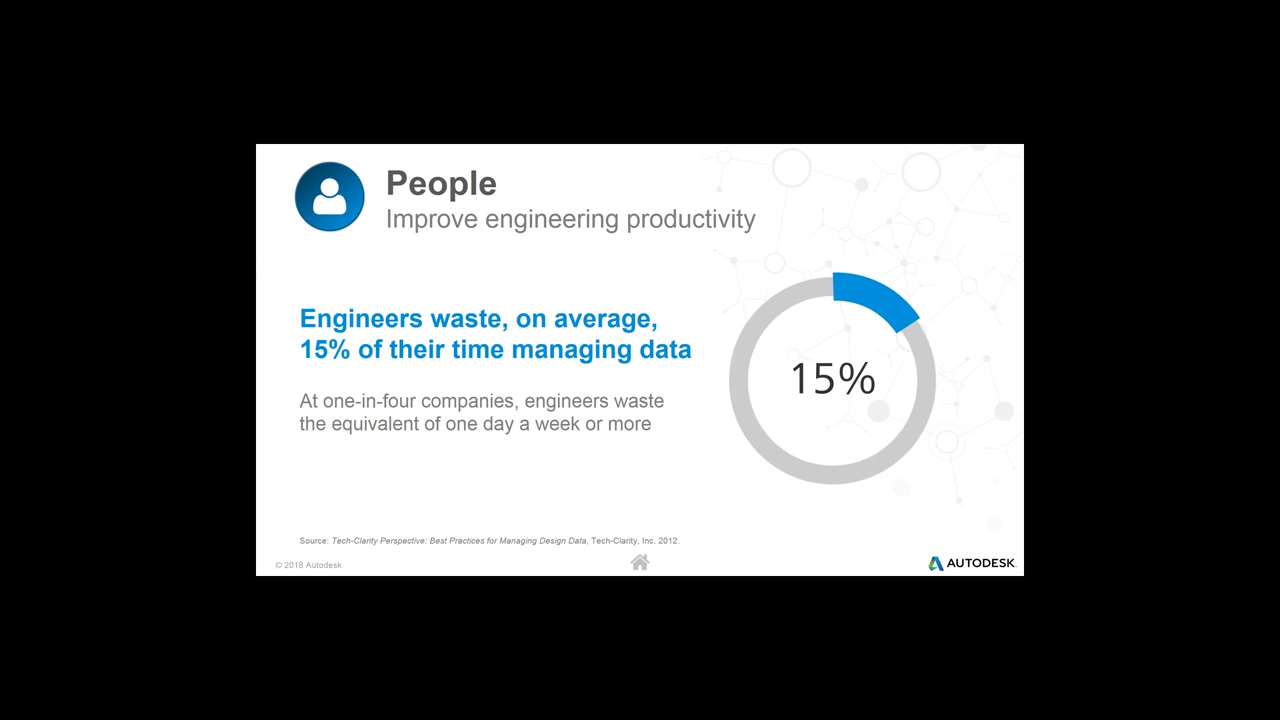 People
Improve engineering productivity
Engineers waste, on average,
15% of their time managing data
At one-in-four companies, engineers waste
the equivalent of one day a week or more
15%
Source: Tech-Clarity Perspective: Best Practices for Managing Design Data, Tech-Clarity, Inc. 2012.
© 2018 Autodesk
AUTODESK.